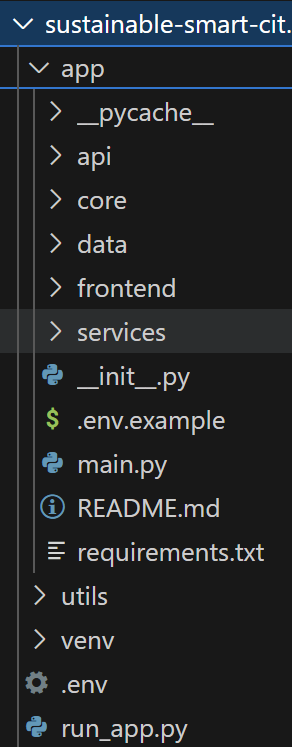 sustainable-smart-cit...
app
__pycache__
api
core
data
frontend
services
__init__.py
$ .env.example
main.py
README.md
requirements.txt
utils
venv
.env
run_app.py